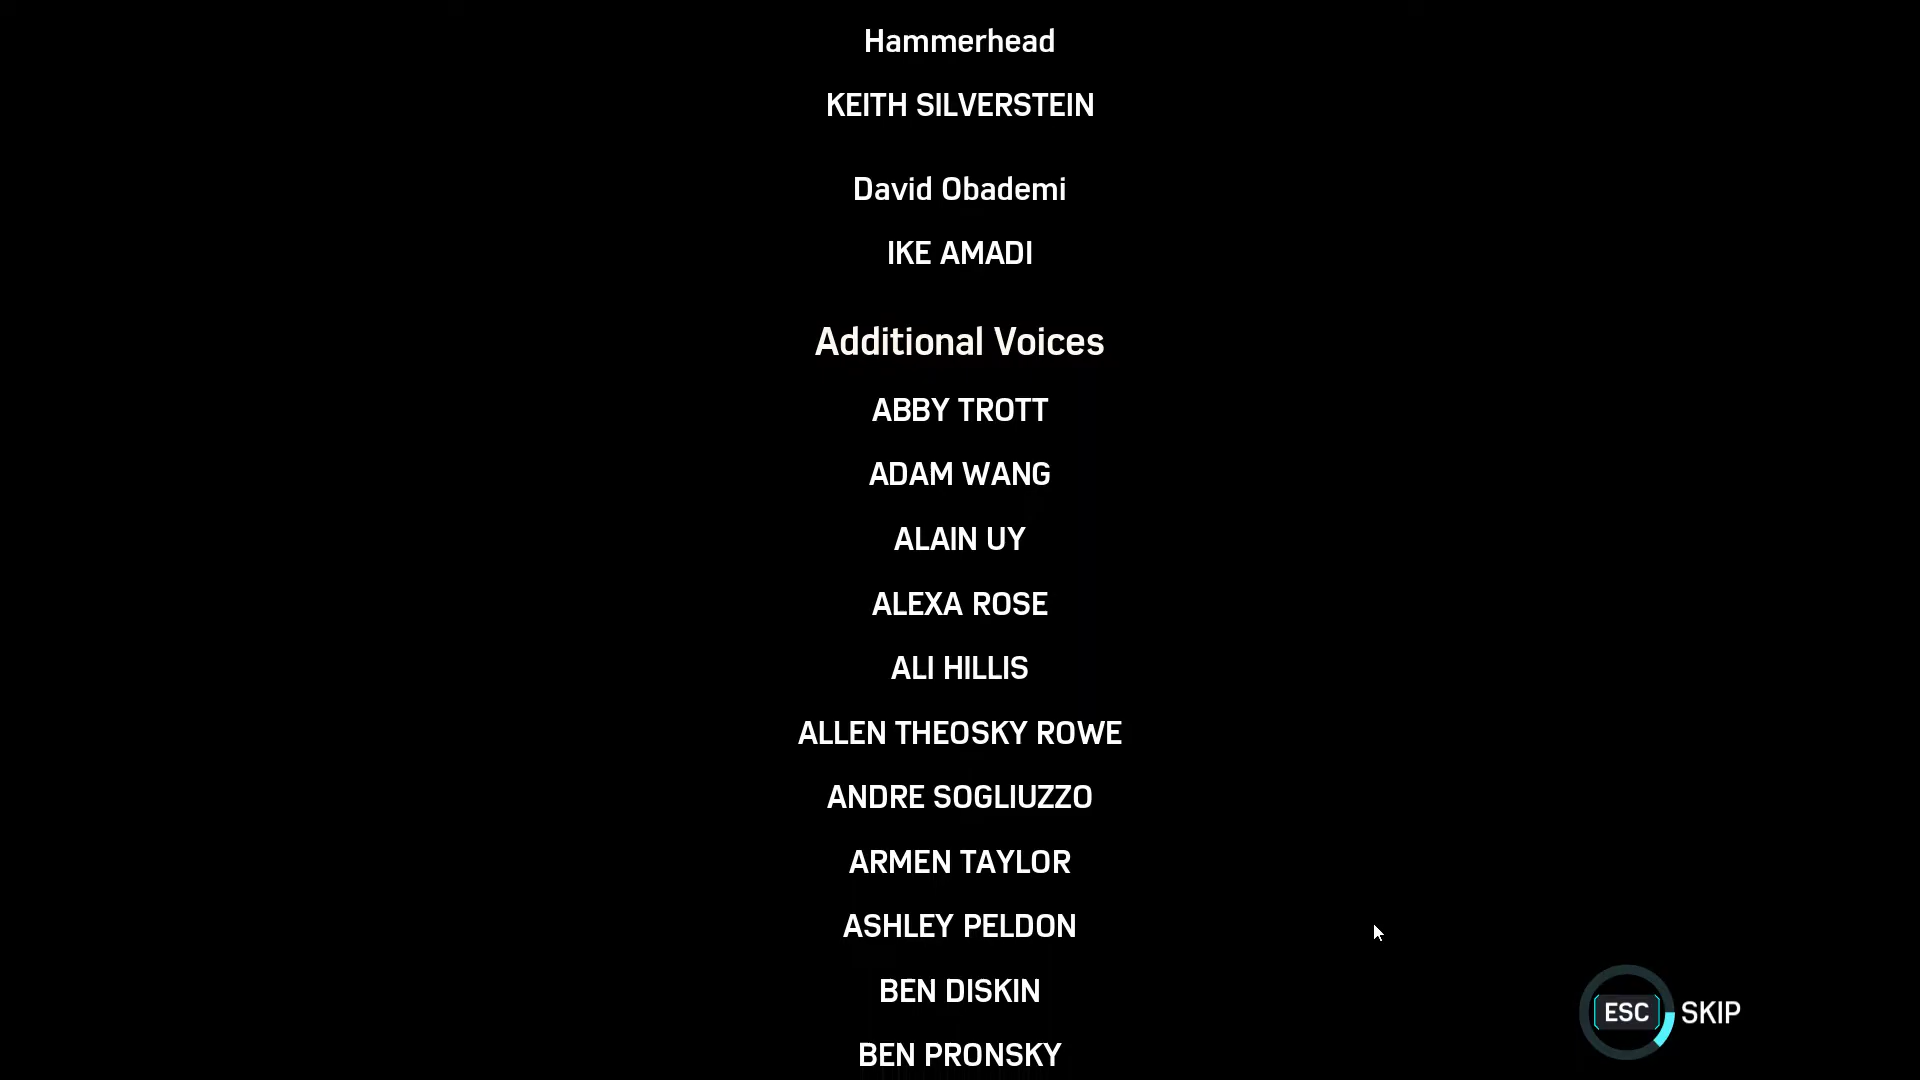 Hammerhead
KEITH SILVERSTEIN
David Obademi
IKE AMADI
Additional Voices
ABBY TROTT
ADAM WANG
ALAIN UY
ALEXA ROSE
ALI HILLIS
ALLEN THEOSKY ROWE
ANDRE SOGLIUZZO
ARMEN TAYLOR
ASHLEY PELDON
BEN DISKIN
ESC SKIP
BEN PRONSKY